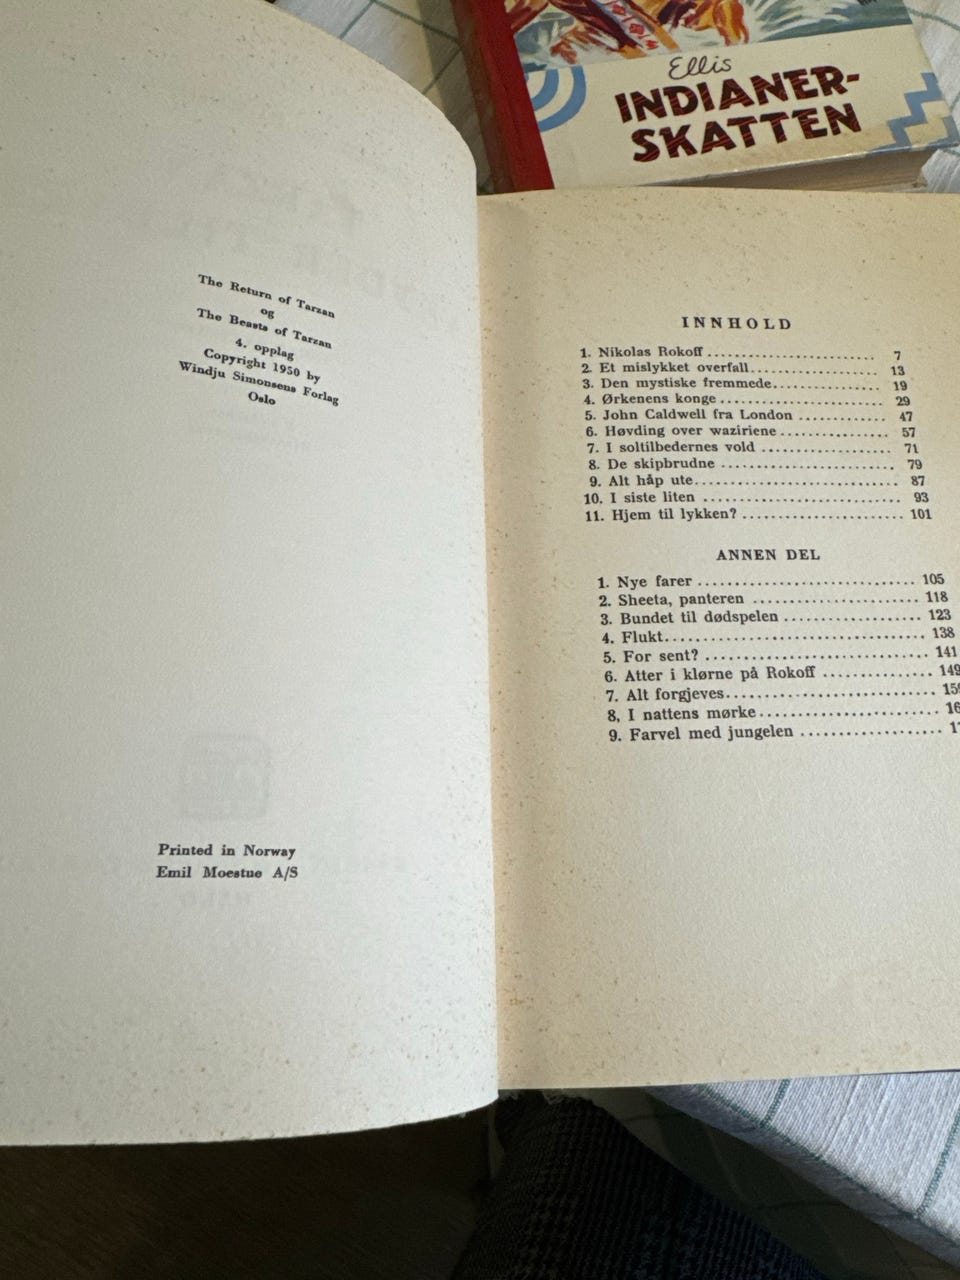 Ellis
INDIANER-
SKATTEN
The Return of Tarzan
og
The Beasts of Tarzan
4. opplag
Copyright 1950 by
Windju Simonsens Forlag
Oslo
Printed in Norway
Emil Moestue A/S
INNHOLD
1. Nikolas Rokoff ........................ 7
2. Et mislykket overfall.................. 13
3. Den mystiske fremmede............... 19
4. Ørkenens konge ....................... 29
5. John Caldwell fra London ............ 47
6. Høvding over waziriene ............... 57
7. I soltilbedernes vold .................. 71
8. De skipbrudne ........................ 79
9. Alt håp ute............................ 87
10. I siste liten .......................... 93
11. Hjem til lykken? ...................... 101
ANNEN DEL
1. Nye farer ............................. 105
2. Sheeta, panteren ...................... 118
3. Bundet til dødspelen .................. 123
4. Flukt................................... 138
5. For sent? .............................. 141
6. Atter i klørne på Rokoff ............... 149
7. Alt forgjeves............................
8, I nattens mørke........................
9. Farvel med jungelen ...................